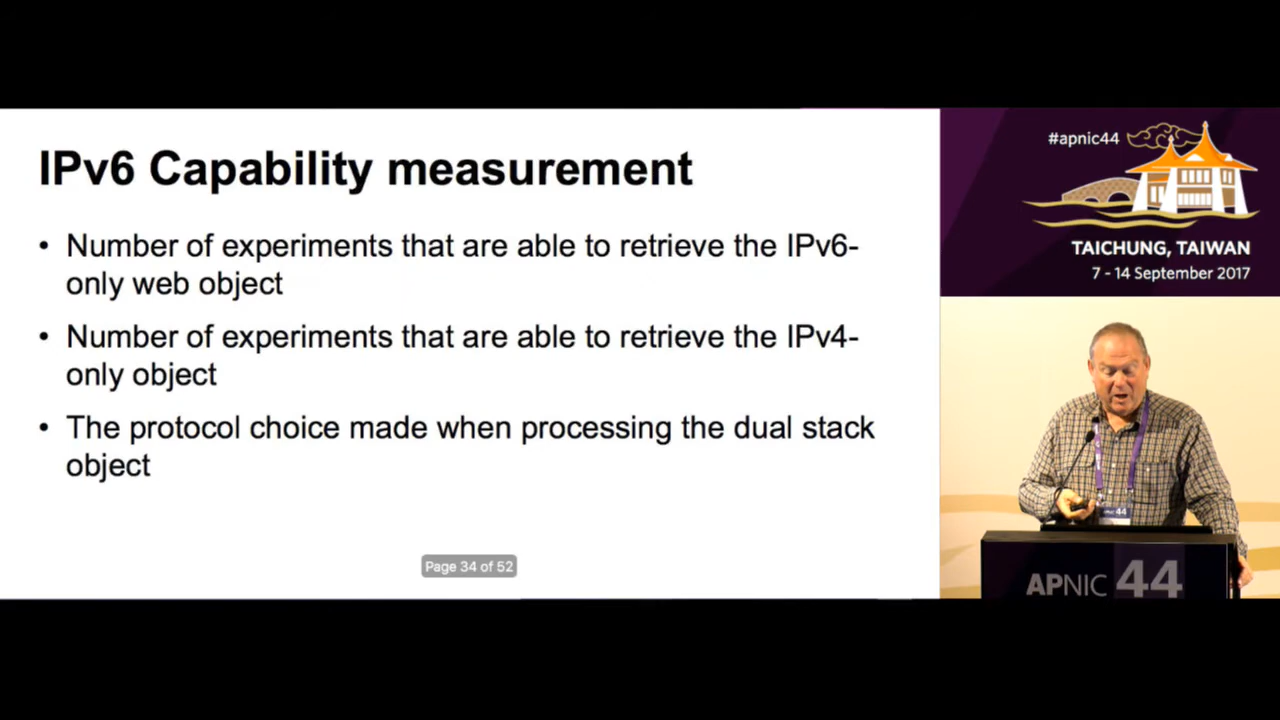 IPv6 Capability measurement
• Number of experiments that are able to retrieve the IPv6-
only web object
• Number of experiments that are able to retrieve the IPv4-
only object
• The protocol choice made when processing the dual stack
object
Page 34 of 52
#apnic44
TAICHUNG, TAIWAN
7 - 14 September 2017
APNIC 44
APNIC 44